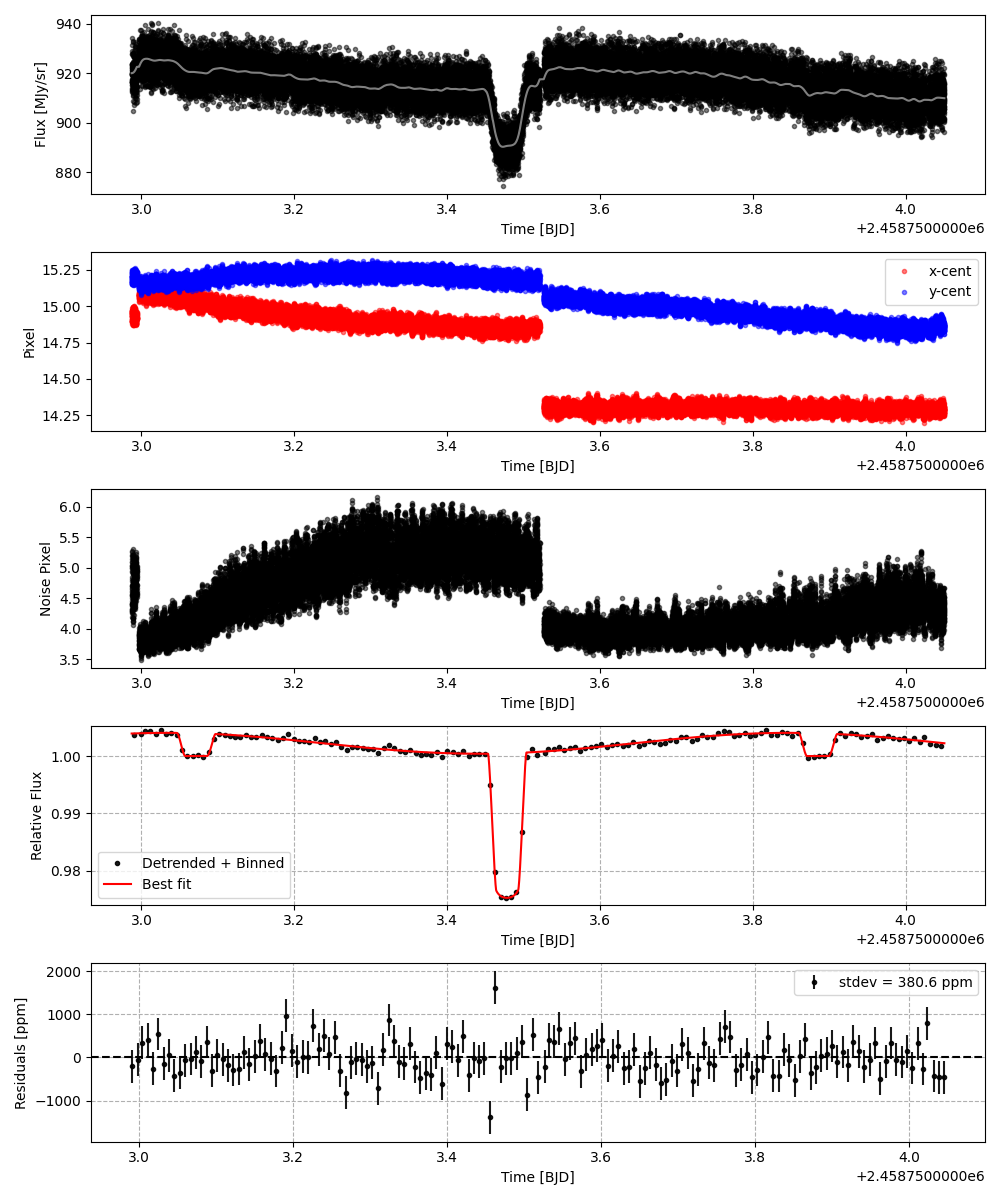 940
920
900
880
Flux [MJy/sr]
3.0 3.2 3.4 3.6 3.8 4.0
Time [BJD]
+2.4587500000e6
15.25
15.00
14.75
14.50
14.25
Pixel
x-cent
y-cent
3.0 3.2 3.4 3.6 3.8 4.0
Time [BJD]
+2.4587500000e6
6.0
5.5
5.0
4.5
4.0
3.5
Noise Pixel
3.0 3.2 3.4 3.6 3.8 4.0
Time [BJD]
+2.4587500000e6
1.00
0.99
0.98
Relative Flux
Detrended + Binned
Best fit
3.0 3.2 3.4 3.6 3.8 4.0
Time [BJD]
+2.4587500000e6
2000
1000
0
−1000
Residuals [ppm]
stdev = 380.6 ppm
3.0 3.2 3.4 3.6 3.8 4.0
Time [BJD]
+2.4587500000e6